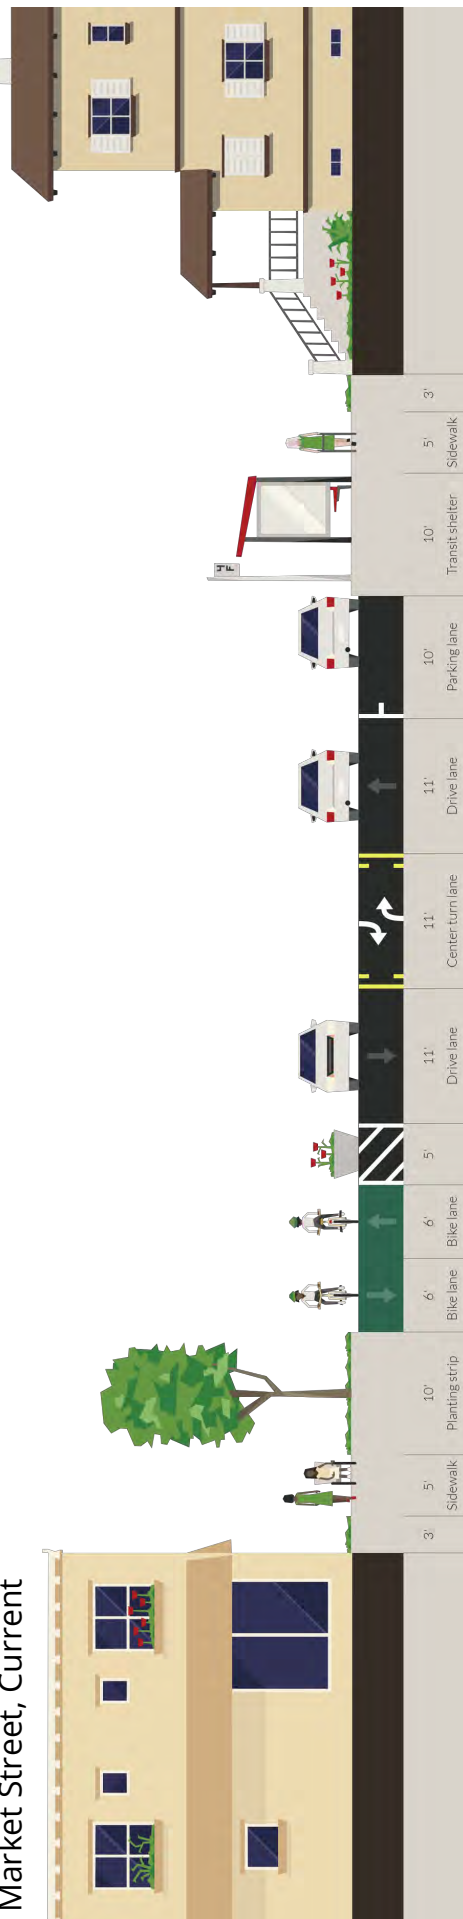 Market Street, Current
3' 5' 10' 6' 6' 5' 11' 11' 11' 10' 10' 5' 3'
Sidewalk Planting strip Bike lane Bike lane Drive lane Center turn lane Drive lane Parking lane Transit shelter Sidewalk